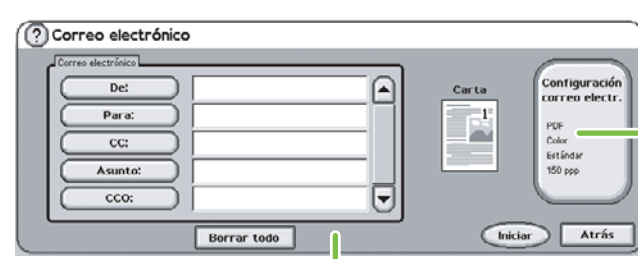 ? Correo electrónico
Correo electrónico
De:
Para:
CC:
Asunto:
CCO:
Borrar todo
Carta
1
Configuración
correo electr.
PDF
Color
Estándar
150 ppp
Iniciar
Atrás